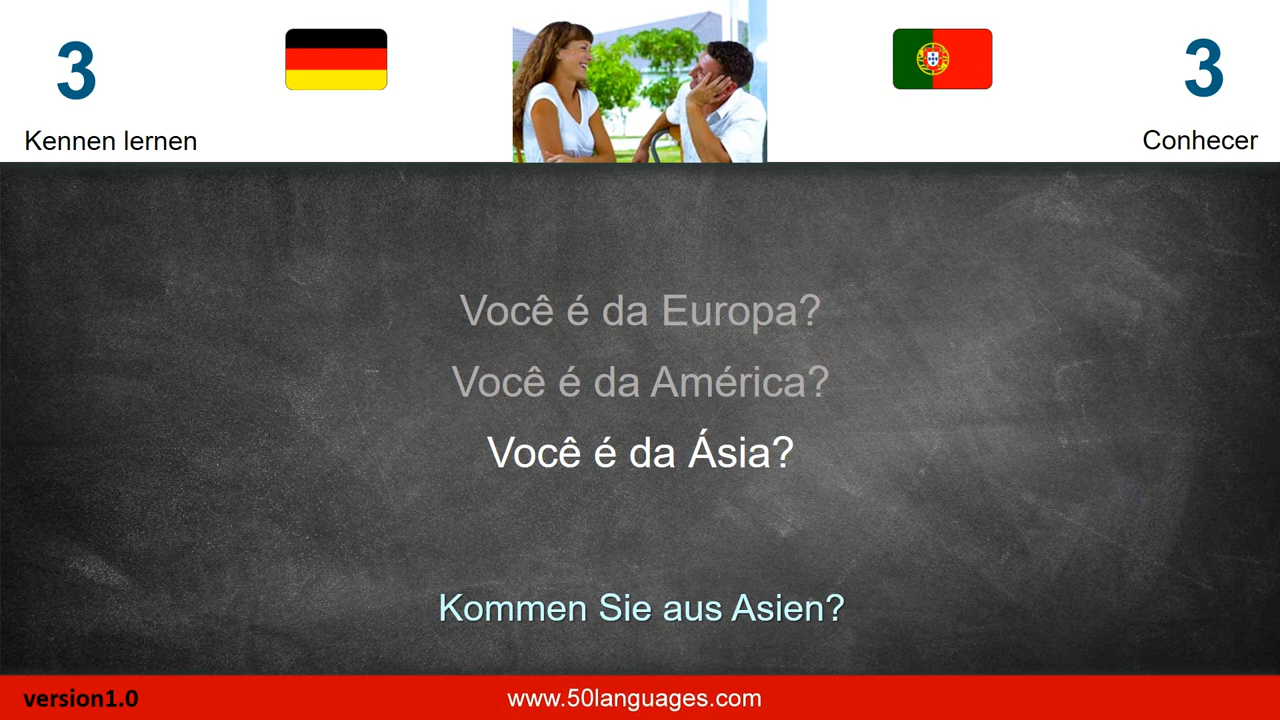 3
3
Kennen lernen
Conhecer
Você é da Europa?
Você é da América?
Você é da Ásia?
Kommen Sie aus Asien?
version1.0
www.50languages.com